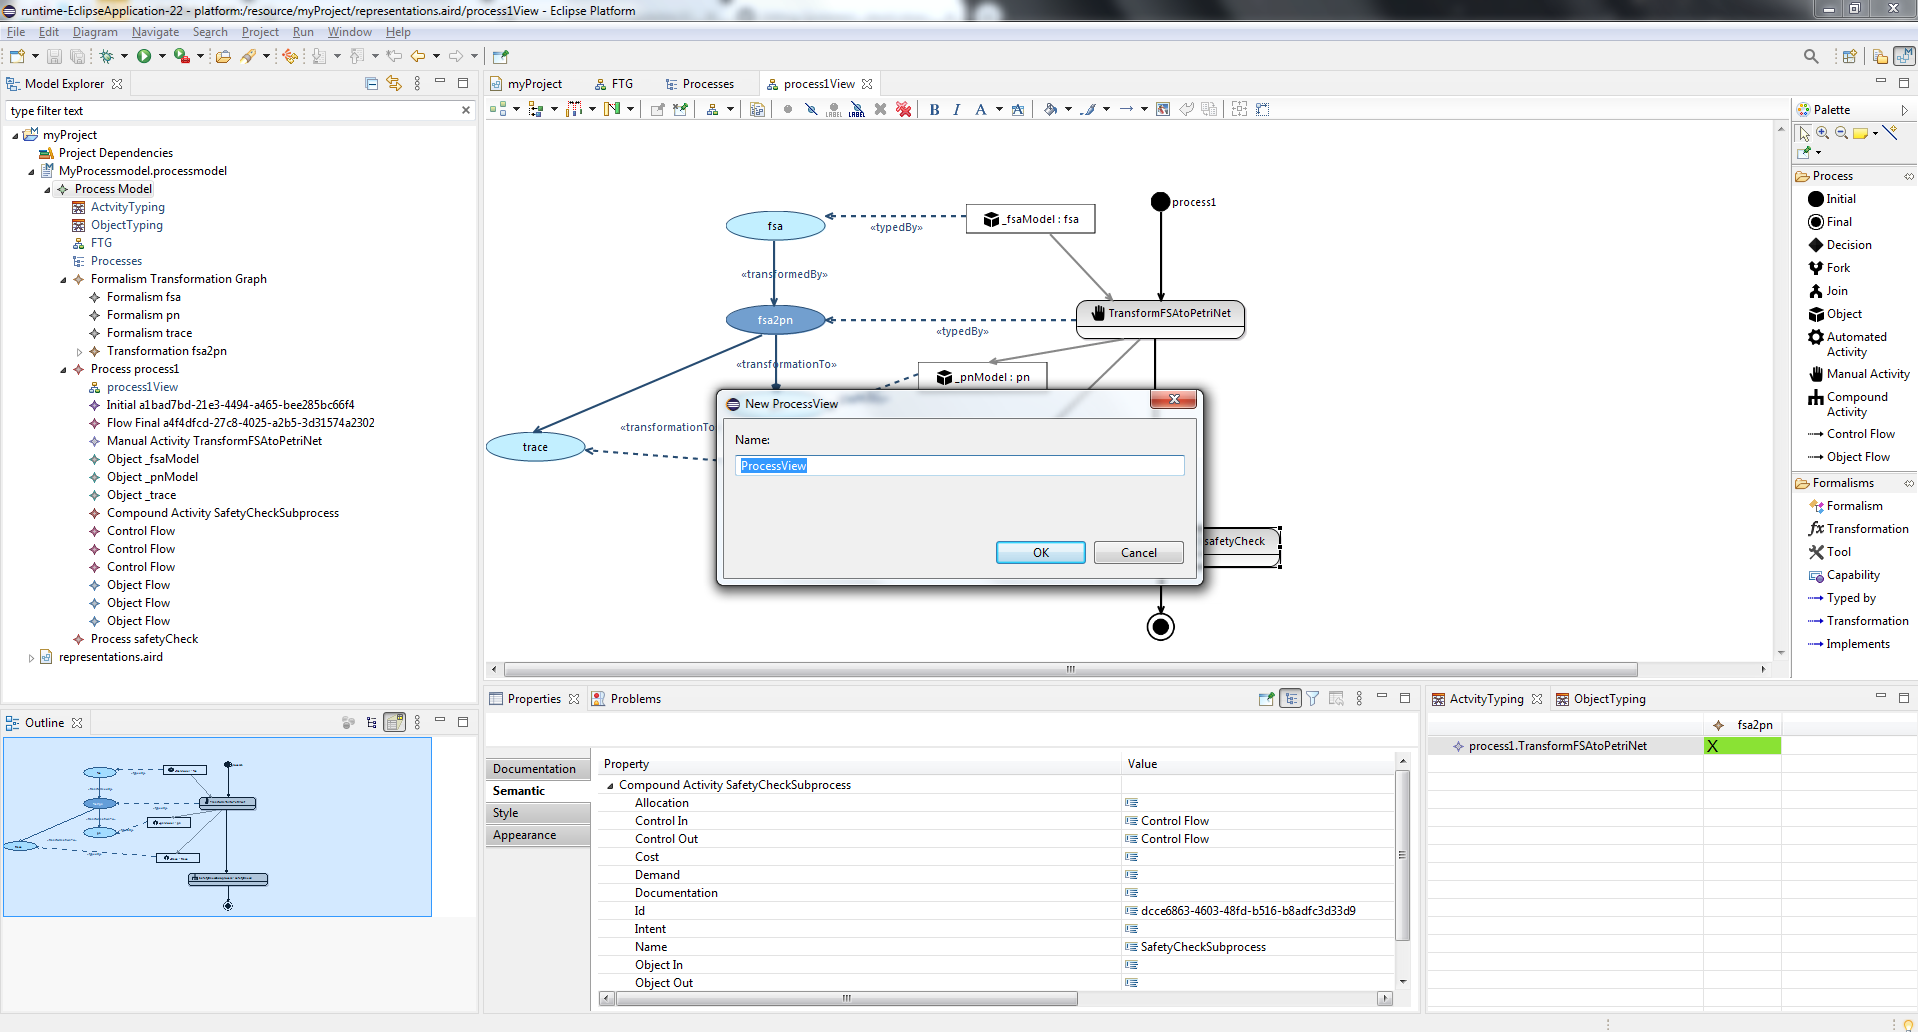 runtime-EclipseApplication-22 - platform:/resource/myProject/representations.aird/process1View - Eclipse Platform
File Edit Diagram Navigate Search Project Run Window Help
Model Explorer
type filter text
myProject
Project Dependencies
MyProcessmodel.processmodel
Process Model
ActvityTyping
ObjectTyping
FTG
Processes
Formalism Transformation Graph
Formalism fsa
Formalism pn
Formalism trace
Transformation fsa2pn
Process process1
process1View
Initial a1bad7bd-21e3-4494-a465-bee285bc66f4
Flow Final a4f4dfcd-27c8-4025-a2b5-3d31574a2302
Manual Activity TransformFSAtoPetriNet
Object _fsaModel
Object _pnModel
Object _trace
Compound Activity SafetyCheckSubprocess
Control Flow
Control Flow
Control Flow
Object Flow
Object Flow
Object Flow
Process safetyCheck
representations.aird
Outline
myProject FTG Processes process1View
LABEL LABEL B I A A
process1
_fsaModel : fsa
fsa
«typedBy»
«transformedBy»
TransformFSAtoPetriNet
fsa2pn
«typedBy»
«transformationTo»
_pnModel : pn
«transformationTo
trace
safetyCheck
New ProcessView
Name:
ProcessView
OK Cancel
Palette
Process
Initial
Final
Decision
Fork
Join
Object
Automated
Activity
Manual Activity
Compound
Activity
Control Flow
Object Flow
Formalisms
Formalism
Transformation
Tool
Capability
Typed by
Transformation
Implements
Properties Problems
Documentation
Semantic
Style
Appearance
Property Value
Compound Activity SafetyCheckSubprocess
Allocation
Control In Control Flow
Control Out Control Flow
Cost
Demand
Documentation
Id dcce6863-4603-48fd-b516-b8adfc3d33d9
Intent
Name SafetyCheckSubprocess
Object In
Object Out
ActvityTyping ObjectTyping
fsa2pn
process1.TransformFSAtoPetriNet X